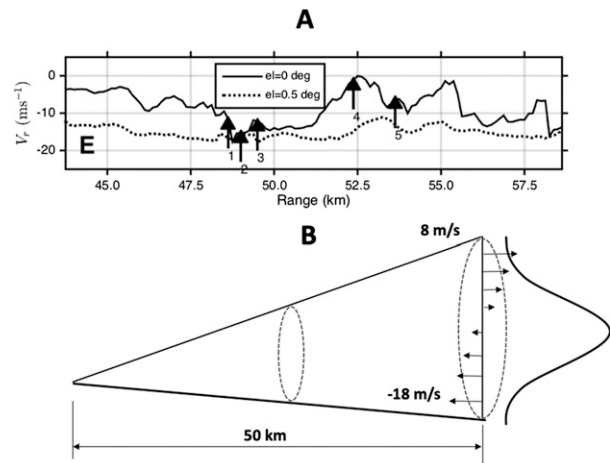 A
0
el=0 deg
el=0.5 deg
-10
-20
Vr (ms⁻¹)
E
1
2
3
4
5
45.0
47.5
50.0
52.5
55.0
57.5
Range (km)
B
8 m/s
-18 m/s
50 km